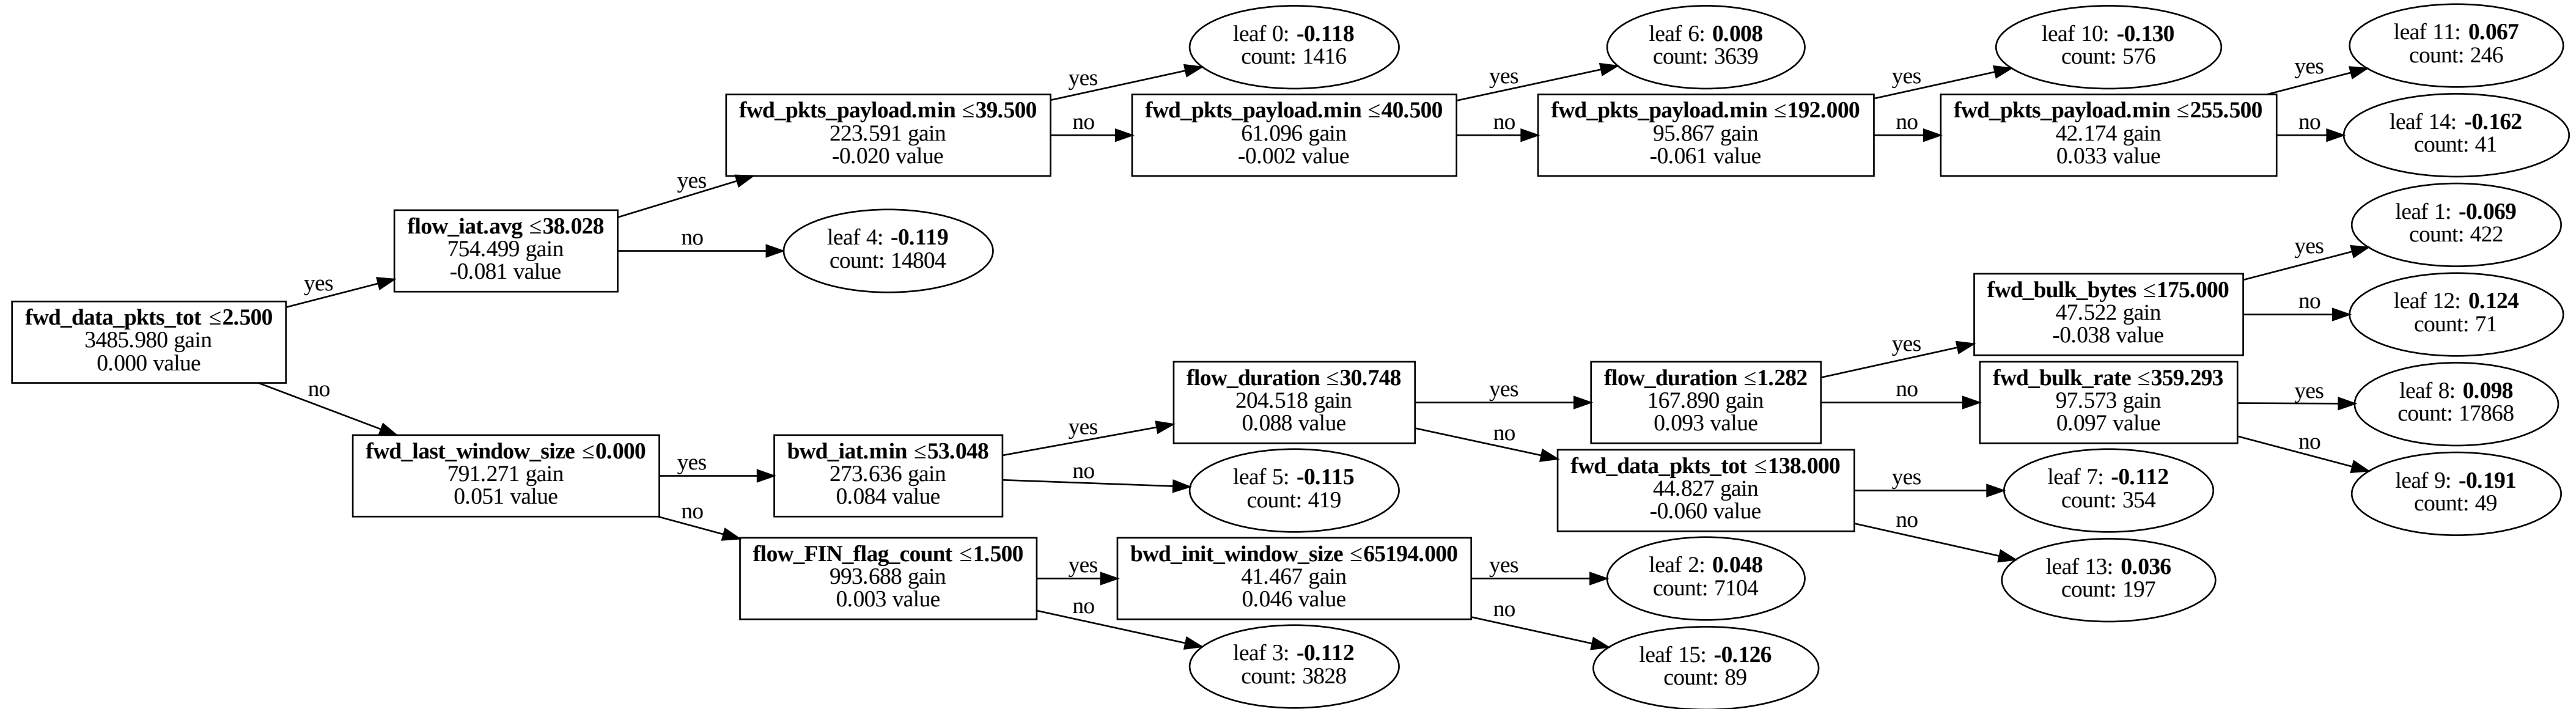 fwd_data_pkts_tot ≤2.500
3485.980 gain
0.000 value
yes
no
flow_iat.avg ≤38.028
754.499 gain
-0.081 value
yes
no
fwd_pkts_payload.min ≤39.500
223.591 gain
-0.020 value
yes
no
leaf 0: -0.118
count: 1416
fwd_pkts_payload.min ≤40.500
61.096 gain
-0.002 value
yes
no
leaf 6: 0.008
count: 3639
fwd_pkts_payload.min ≤192.000
95.867 gain
-0.061 value
yes
no
leaf 10: -0.130
count: 576
fwd_pkts_payload.min ≤255.500
42.174 gain
0.033 value
yes
no
leaf 11: 0.067
count: 246
leaf 14: -0.162
count: 41
leaf 4: -0.119
count: 14804
fwd_last_window_size ≤0.000
791.271 gain
0.051 value
yes
no
bwd_iat.min ≤53.048
273.636 gain
0.084 value
yes
no
flow_duration ≤30.748
204.518 gain
0.088 value
yes
no
flow_duration ≤1.282
167.890 gain
0.093 value
yes
no
fwd_bulk_bytes ≤175.000
47.522 gain
-0.038 value
yes
no
leaf 1: -0.069
count: 422
leaf 12: 0.124
count: 71
fwd_bulk_rate ≤359.293
97.573 gain
0.097 value
yes
no
leaf 8: 0.098
count: 17868
leaf 9: -0.191
count: 49
fwd_data_pkts_tot ≤138.000
44.827 gain
-0.060 value
yes
no
leaf 7: -0.112
count: 354
leaf 13: 0.036
count: 197
leaf 5: -0.115
count: 419
flow_FIN_flag_count ≤1.500
993.688 gain
0.003 value
yes
no
bwd_init_window_size ≤65194.000
41.467 gain
0.046 value
yes
no
leaf 2: 0.048
count: 7104
leaf 15: -0.126
count: 89
leaf 3: -0.112
count: 3828